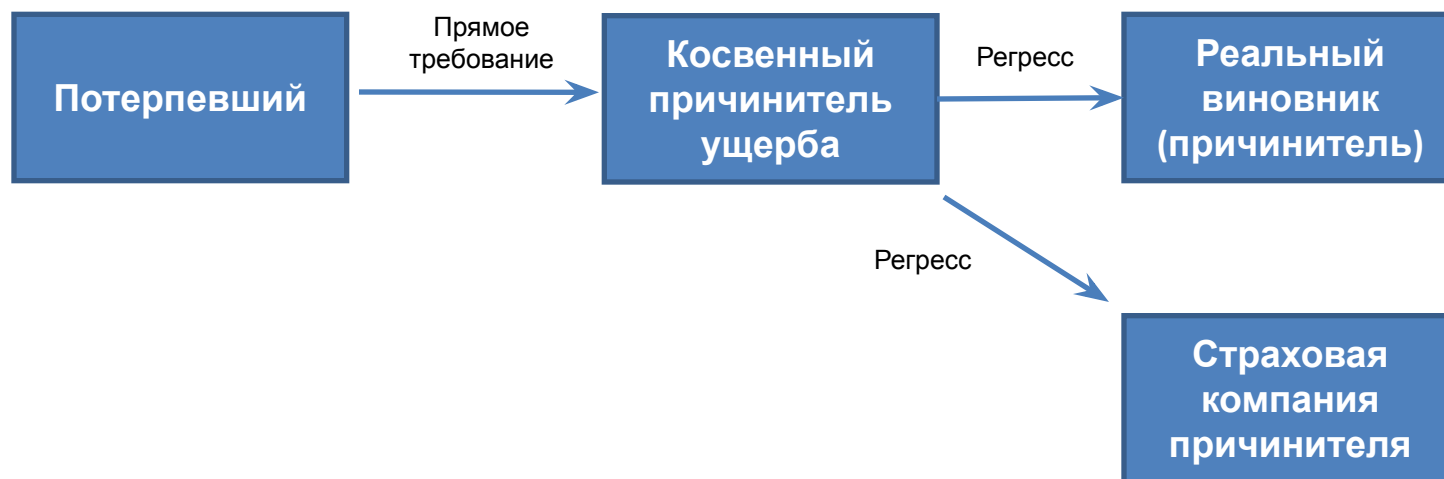 Потерпевший
Прямое
требование
Косвенный
причинитель
ущерба
Регресс
Реальный
виновник
(причинитель)
Регресс
Страховая
компания
причинителя